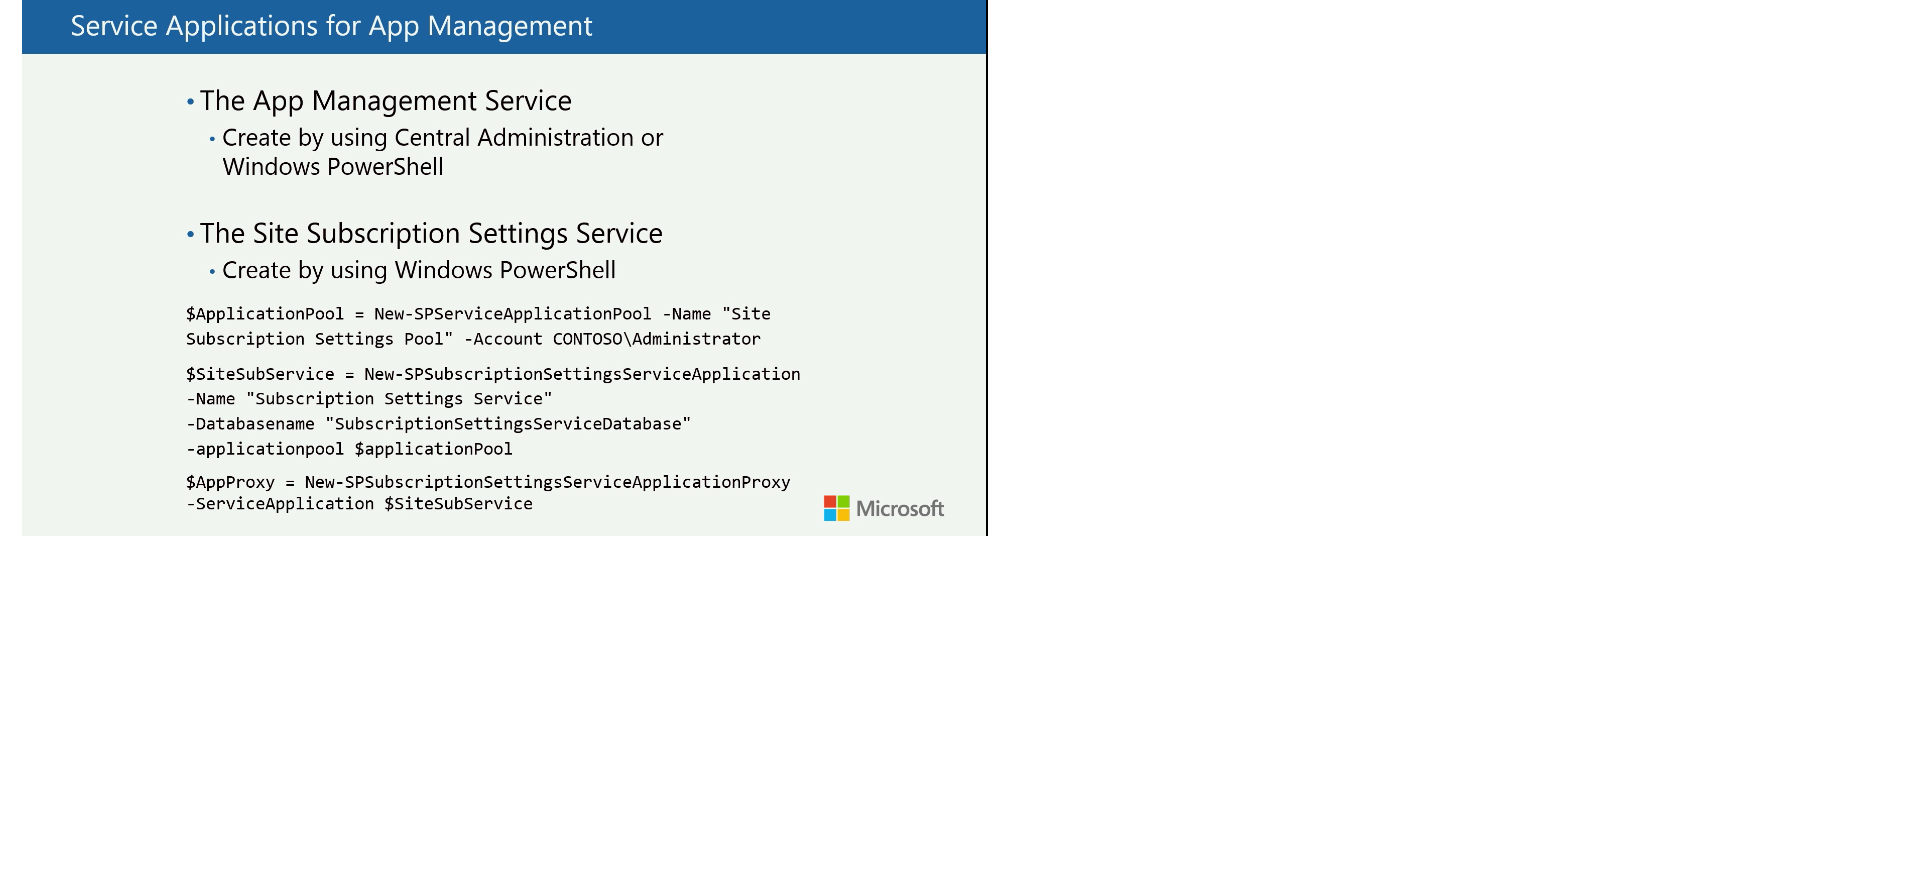 Service Applications for App Management
• The App Management Service
• Create by using Central Administration or
Windows PowerShell
• The Site Subscription Settings Service
• Create by using Windows PowerShell
$ApplicationPool = New-SPServiceApplicationPool -Name "Site
Subscription Settings Pool" -Account CONTOSO\Administrator
$SiteSubService = New-SPSubscriptionSettingsServiceApplication
-Name "Subscription Settings Service"
-Databasename "SubscriptionSettingsServiceDatabase"
-applicationpool $applicationPool
$AppProxy = New-SPSubscriptionSettingsServiceApplicationProxy
-ServiceApplication $SiteSubService
Microsoft